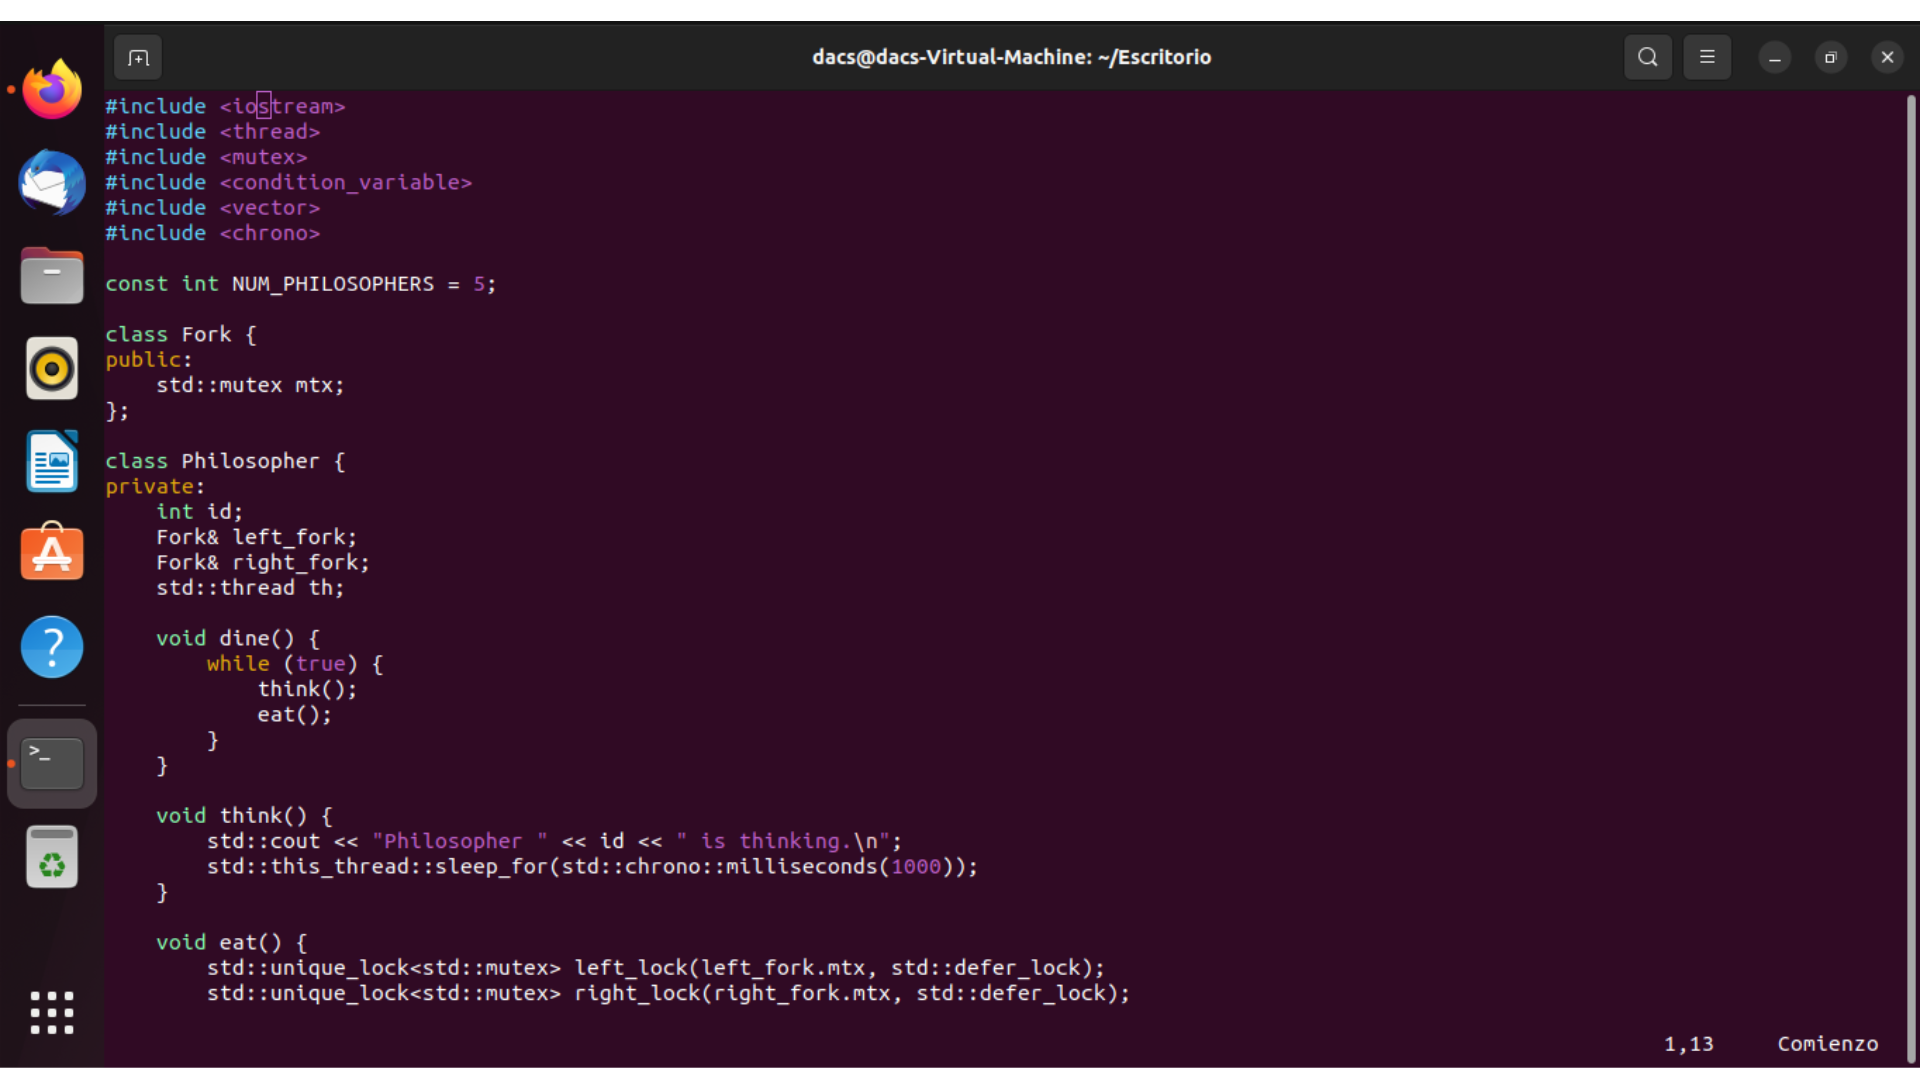 dacs@dacs-Virtual-Machine: ~/Escritorio
#include <iostream>
#include <thread>
#include <mutex>
#include <condition_variable>
#include <vector>
#include <chrono>
const int NUM_PHILOSOPHERS = 5;
class Fork {
public:
    std::mutex mtx;
};
class Philosopher {
private:
    int id;
    Fork& left_fork;
    Fork& right_fork;
    std::thread th;
    void dine() {
        while (true) {
            think();
            eat();
        }
    }
    void think() {
        std::cout << "Philosopher " << id << " is thinking.\n";
        std::this_thread::sleep_for(std::chrono::milliseconds(1000));
    }
    void eat() {
        std::unique_lock<std::mutex> left_lock(left_fork.mtx, std::defer_lock);
        std::unique_lock<std::mutex> right_lock(right_fork.mtx, std::defer_lock);
1,13 Comienzo